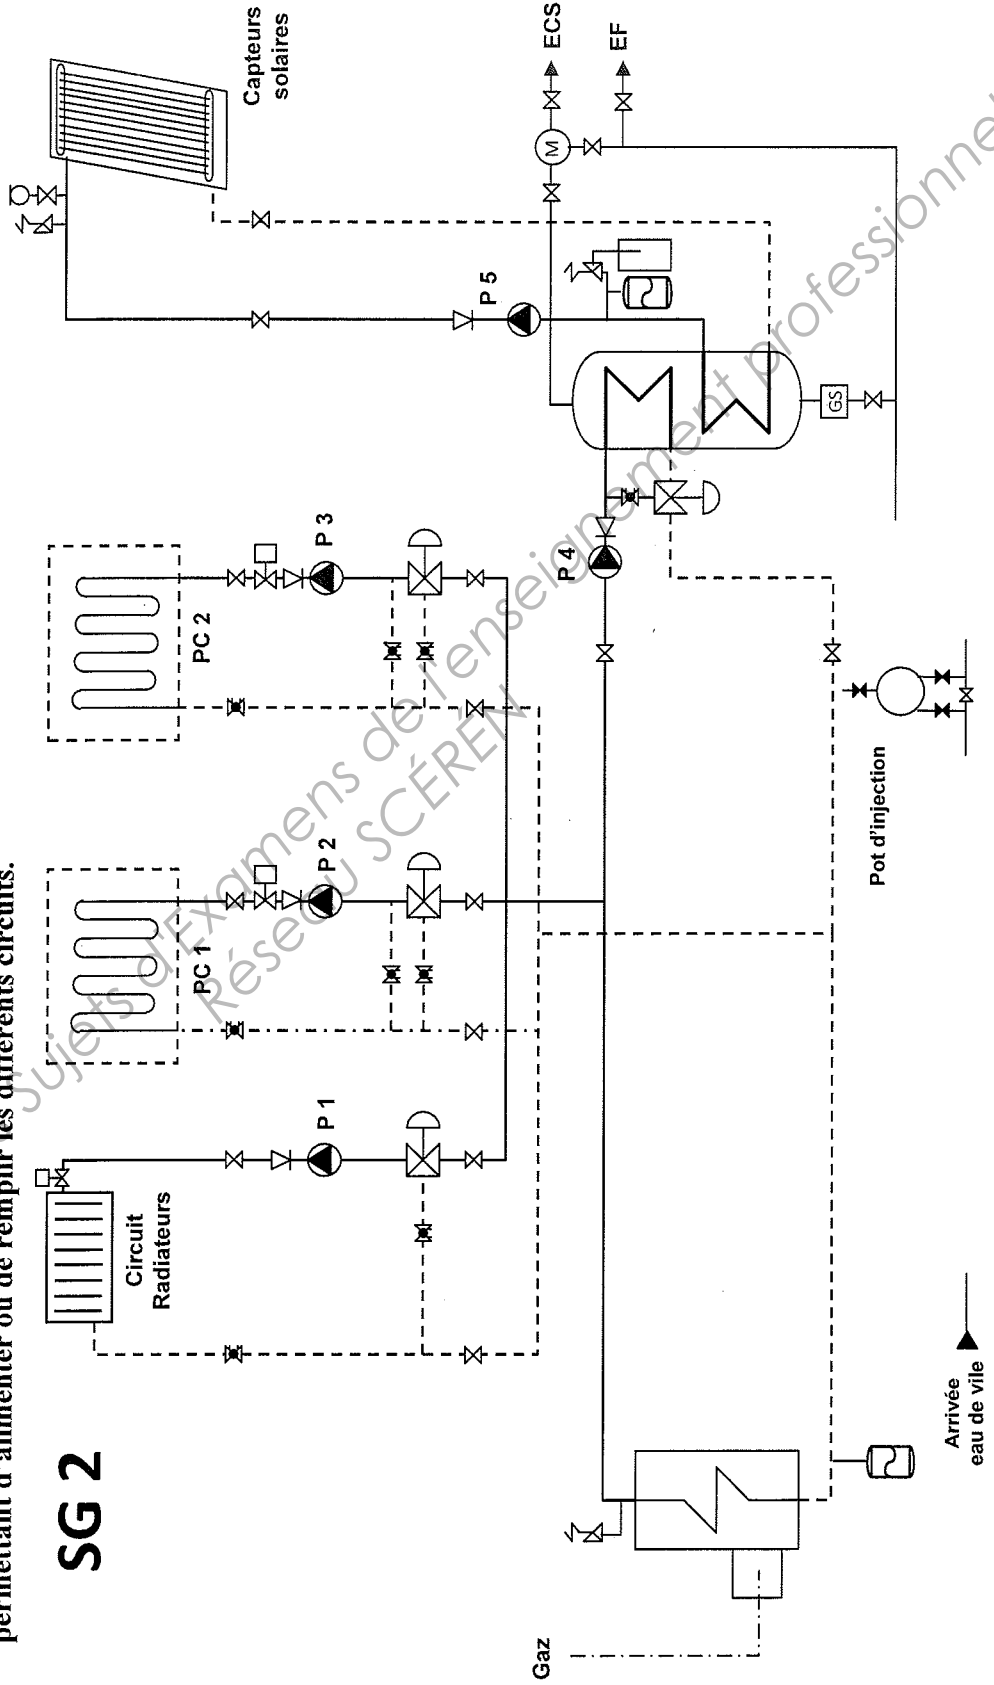 permettant d'alimenter ou de remplir les différents circuits.
SG 2
Circuit
Radiateurs
P 1
PC 1
P 2
PC 2
P 3
Capteurs
solaires
P 5
P 4
M
ECS
EF
GS
Pot d'injection
Arrivée
eau de vile
Gaz
Sujets d'Examens de l'enseignement professionnel
Réseau SCÉRÉN